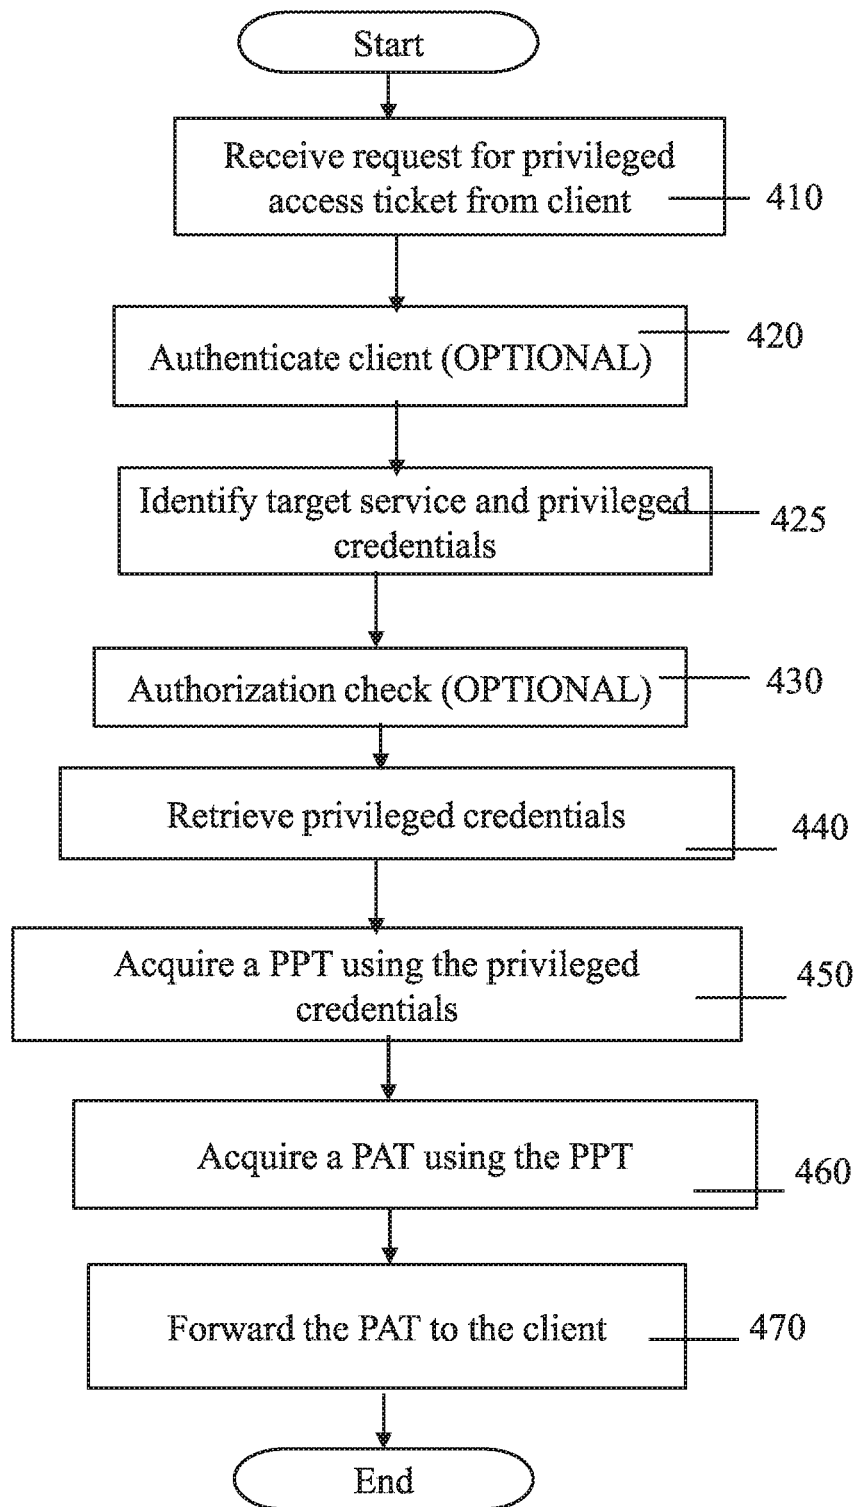 Start
Receive request for privileged
access ticket from client
410
Authenticate client (OPTIONAL)
420
Identify target service and privileged
credentials
425
Authorization check (OPTIONAL)
430
Retrieve privileged credentials
440
Acquire a PPT using the privileged
credentials
450
Acquire a PAT using the PPT
460
Forward the PAT to the client
470
End